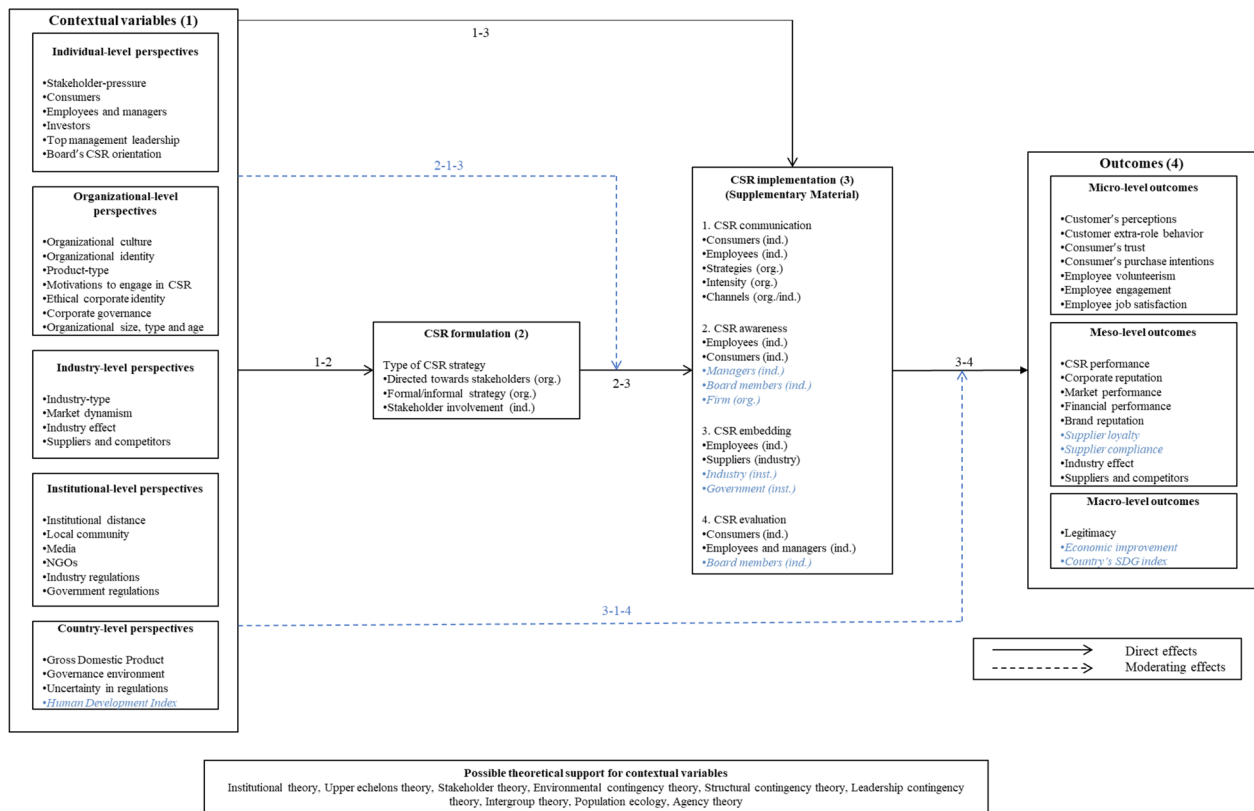 Contextual variables (1)
Individual-level perspectives
•Stakeholder-pressure
•Consumers
•Employees and managers
•Investors
•Top management leadership
•Board's CSR orientation
Organizational-level
perspectives
•Organizational culture
•Organizational identity
•Product-type
•Motivations to engage in CSR
•Ethical corporate identity
•Corporate governance
•Organizational size, type and age
Industry-level perspectives
•Industry-type
•Market dynamism
•Industry effect
•Suppliers and competitors
Institutional-level perspectives
•Institutional distance
•Local community
•Media
•NGOs
•Industry regulations
•Government regulations
Country-level perspectives
•Gross Domestic Product
•Governance environment
•Uncertainty in regulations
•Human Development Index
1-3
2-1-3
1-2
CSR formulation (2)
Type of CSR strategy
•Directed towards stakeholders (org.)
•Formal/informal strategy (org.)
•Stakeholder involvement (ind.)
2-3
CSR implementation (3)
(Supplementary Material)
1. CSR communication
•Consumers (ind.)
•Employees (ind.)
•Strategies (org.)
•Intensity (org.)
•Channels (org./ind.)
2. CSR awareness
•Employees (ind.)
•Consumers (ind.)
•Managers (ind.)
•Board members (ind.)
•Firm (org.)
3. CSR embedding
•Employees (ind.)
•Suppliers (industry)
•Industry (inst.)
•Government (inst.)
4. CSR evaluation
•Consumers (ind.)
•Employees and managers (ind.)
•Board members (ind.)
3-4
3-1-4
Outcomes (4)
Micro-level outcomes
•Customer's perceptions
•Customer extra-role behavior
•Consumer's trust
•Consumer's purchase intentions
•Employee volunteerism
•Employee engagement
•Employee job satisfaction
Meso-level outcomes
•CSR performance
•Corporate reputation
•Market performance
•Financial performance
•Brand reputation
•Supplier loyalty
•Supplier compliance
•Industry effect
•Suppliers and competitors
Macro-level outcomes
•Legitimacy
•Economic improvement
•Country's SDG index
Direct effects
Moderating effects
Possible theoretical support for contextual variables
Institutional theory, Upper echelons theory, Stakeholder theory, Environmental contingency theory, Structural contingency theory, Leadership contingency
theory, Intergroup theory, Population ecology, Agency theory